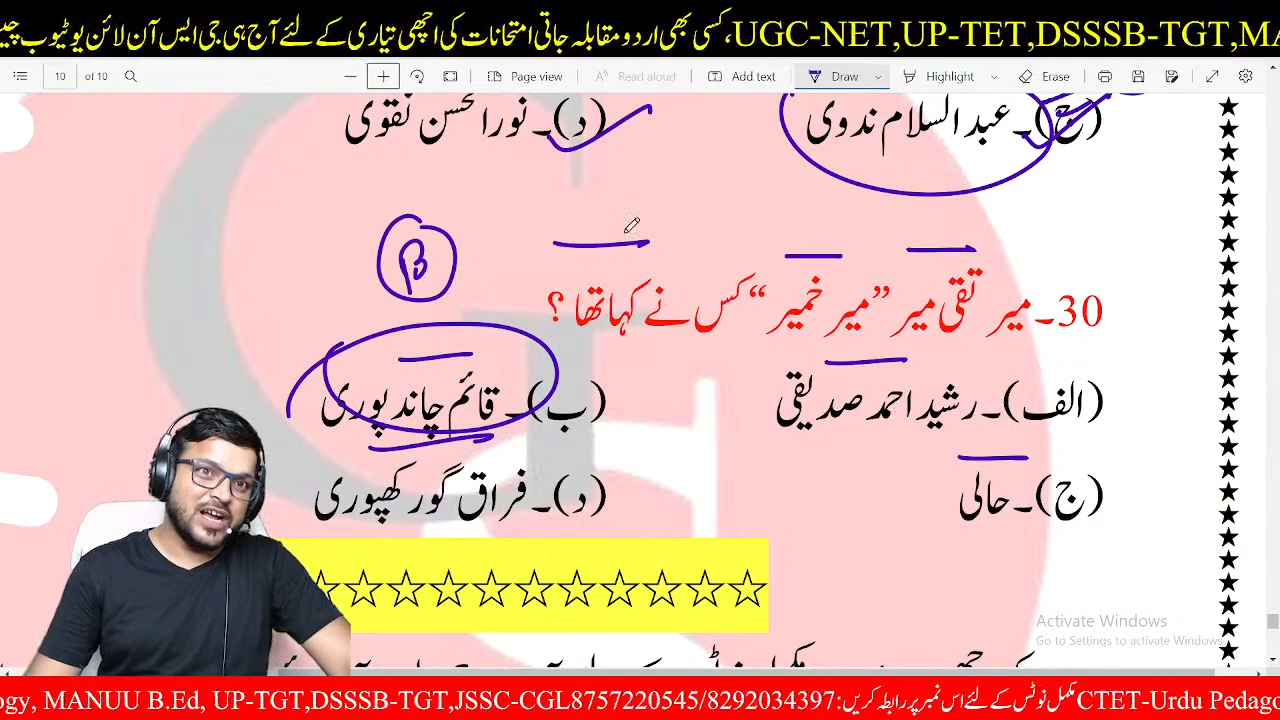 کسی بھی اردو مقابلہ جاتی امتحانات کی اچھی تیاری کے لئے آج ہی جی ایس آن لائن یوٹیوب ،UGC-NET,UP-TET,DSSSB-TGT,MA
10 of 10 Page view Read aloud Add text Draw Highlight Erase
(ج)۔عبدالسلام ندوی (د)۔نورالحسن نقوی
B
30۔میر تقی میر ”میر خمیر“ کس نے کہا تھا ؟
(الف)۔رشید احمد صدیقی (ب)۔قائم چاندپوری
(ج)۔حالی (د)۔فراق گورکھپوری
☆☆☆☆☆☆☆☆☆☆☆
Activate Windows
Go to Settings to activate Windows.
ogy, MANUU B.Ed, UP-TGT,DSSSB-TGT,JSSC-CGL مکمل نوٹس کے لئے اس نمبر پر رابطہ کریں:8757220545/8292034397 CTET-Urdu Pedago